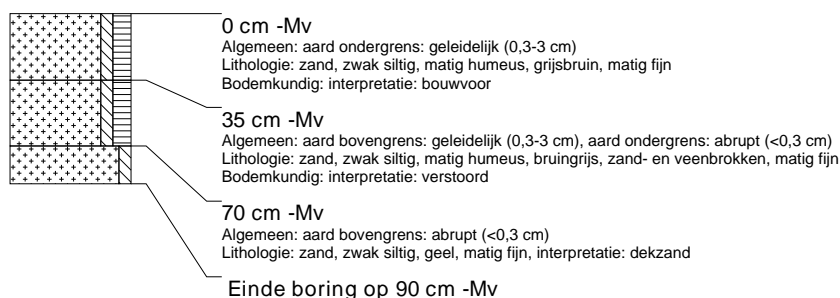 0 cm -Mv
Algemeen: aard ondergrens: geleidelijk (0,3-3 cm)
Lithologie: zand, zwak siltig, matig humeus, grijsbruin, matig fijn
Bodemkundig: interpretatie: bouwvoor
35 cm -Mv
Algemeen: aard bovengrens: geleidelijk (0,3-3 cm), aard ondergrens: abrupt (<0,3 cm)
Lithologie: zand, zwak siltig, matig humeus, bruingrijs, zand- en veenbrokken, matig fijn
Bodemkundig: interpretatie: verstoord
70 cm -Mv
Algemeen: aard bovengrens: abrupt (<0,3 cm)
Lithologie: zand, zwak siltig, geel, matig fijn, interpretatie: dekzand
Einde boring op 90 cm -Mv